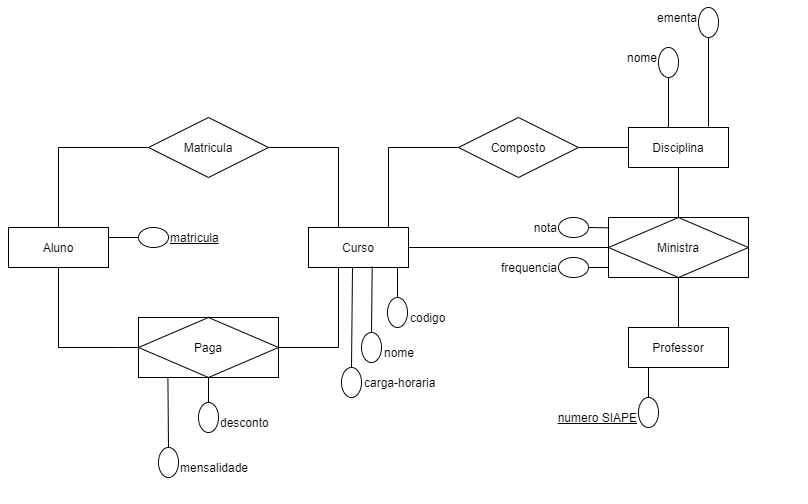 ementa
nome
Matricula
Composto
Disciplina
Aluno
matricula
Curso
nota
Ministra
frequencia
codigo
Paga
nome
Professor
carga-horaria
desconto
numero SIAPE
mensalidade